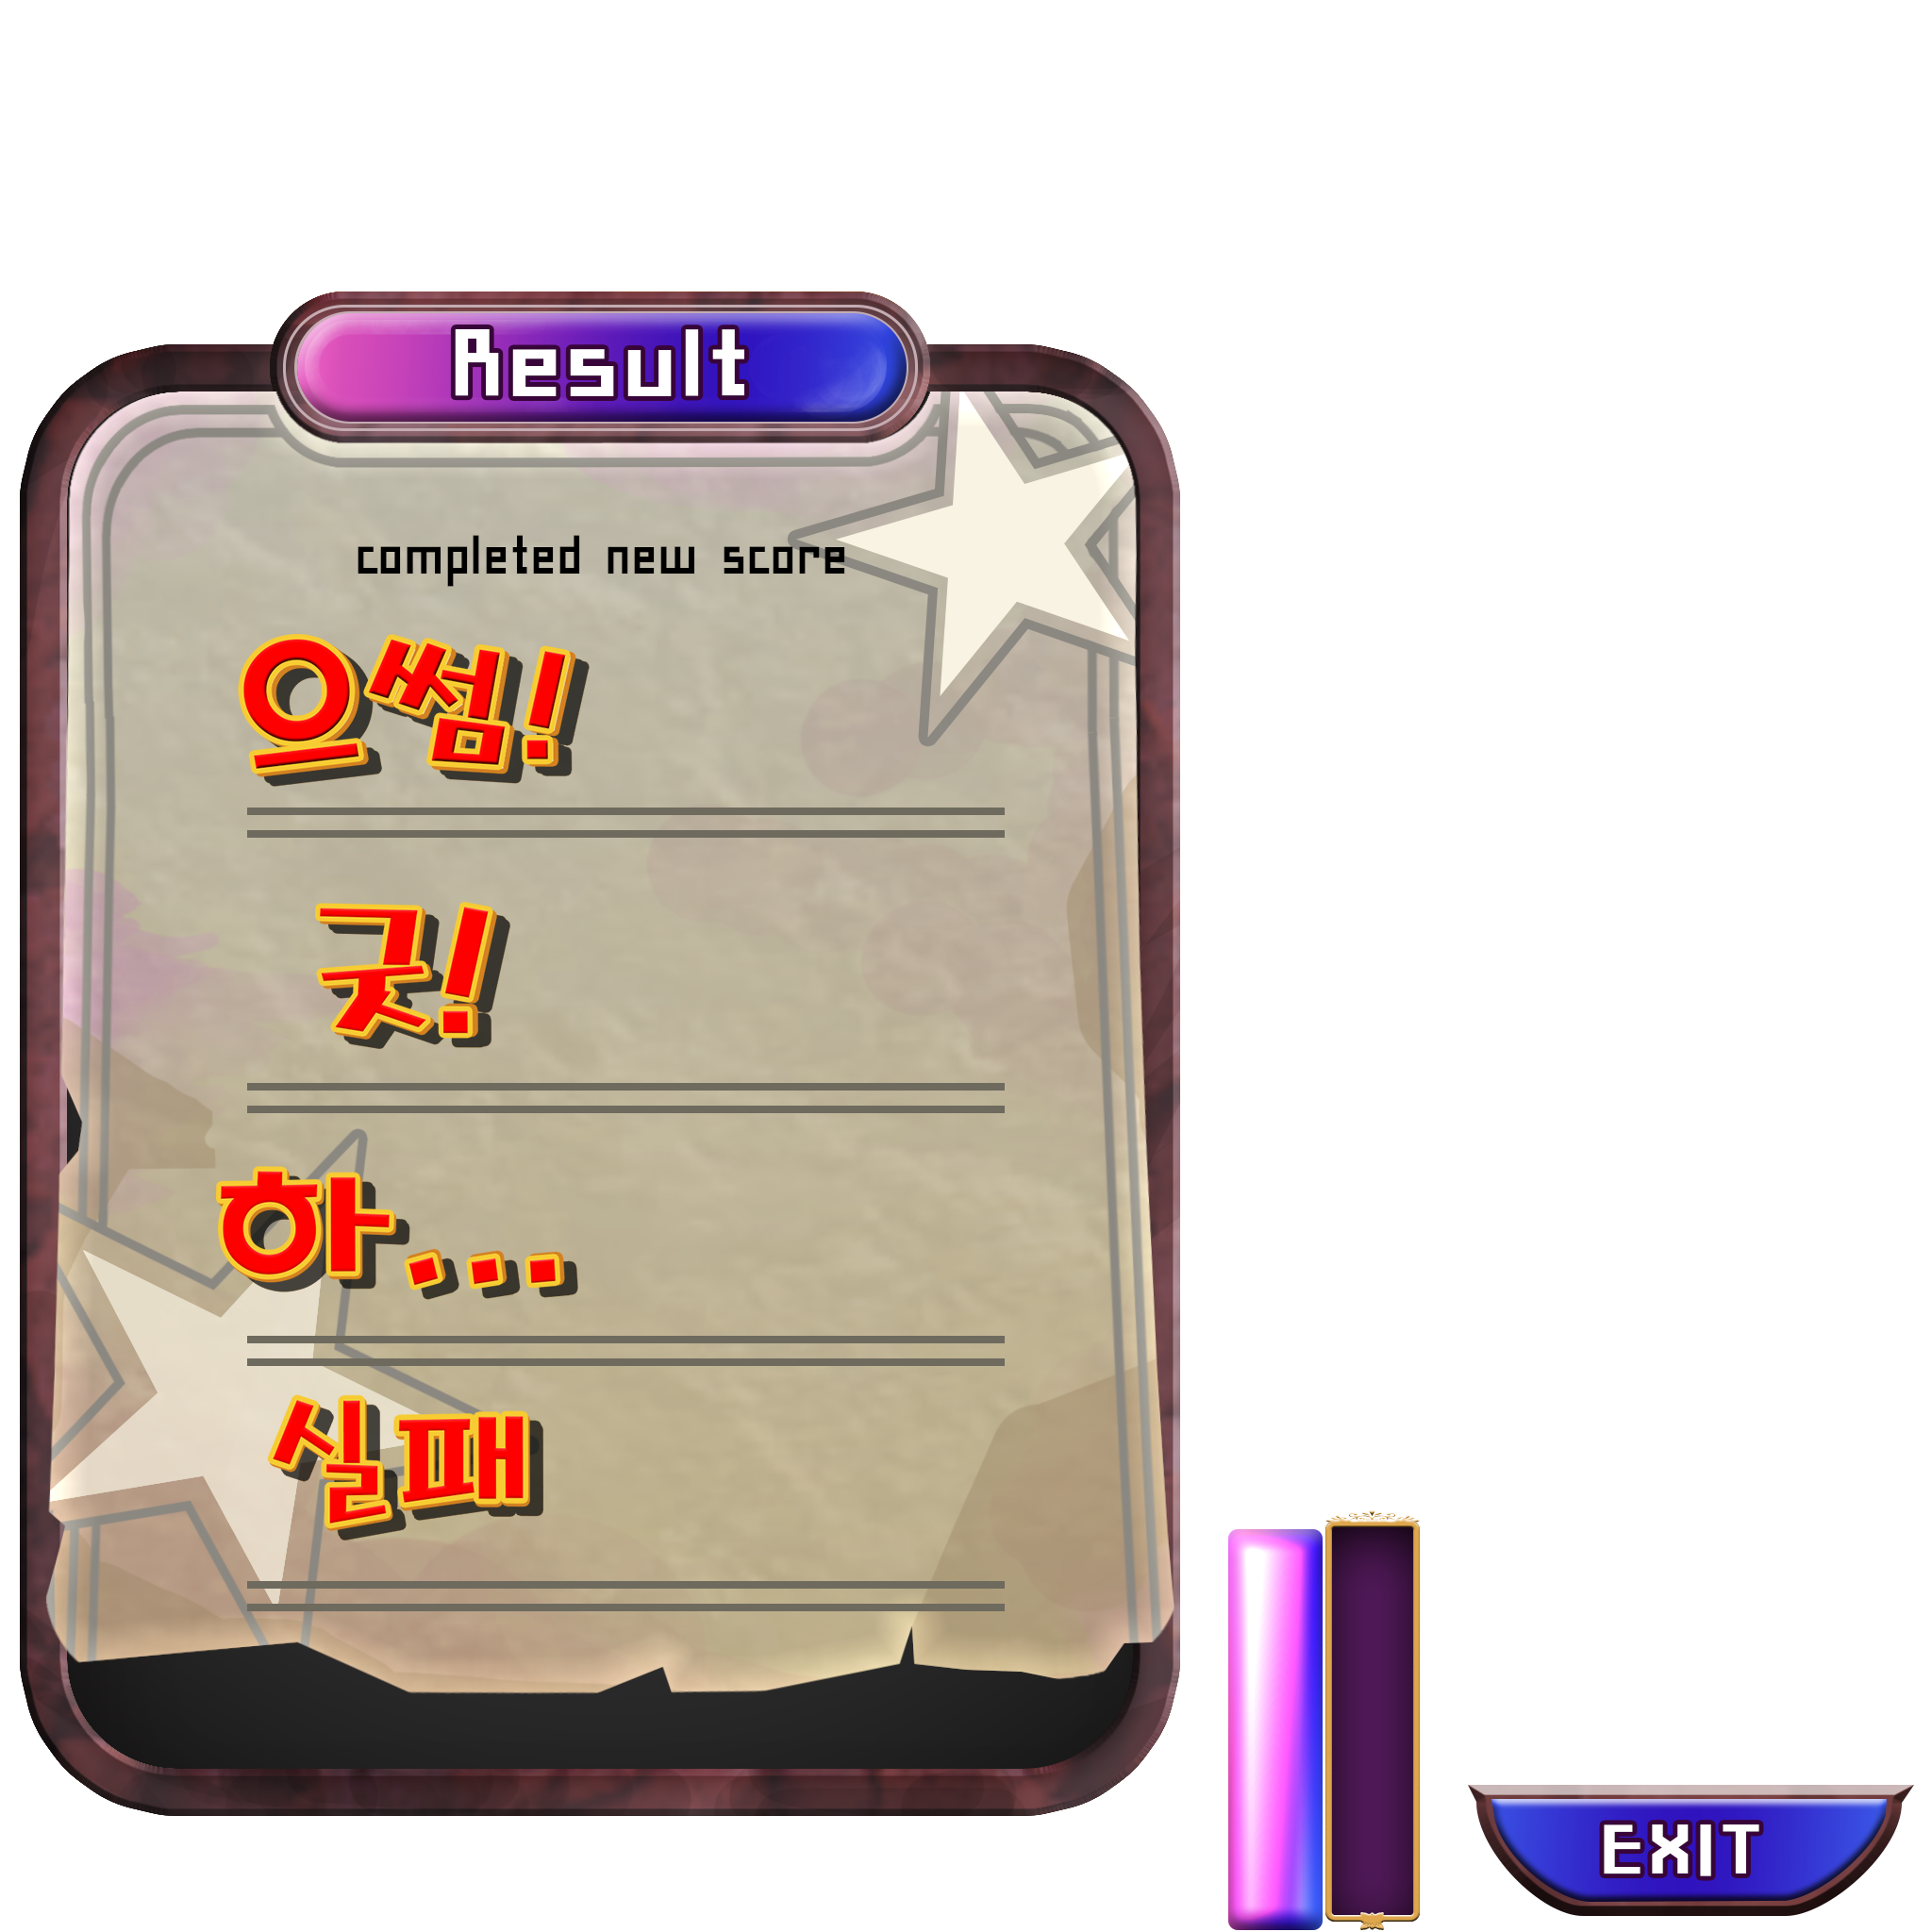 Result
completed new score
으썸!
굿!
하...
실패
EXIT